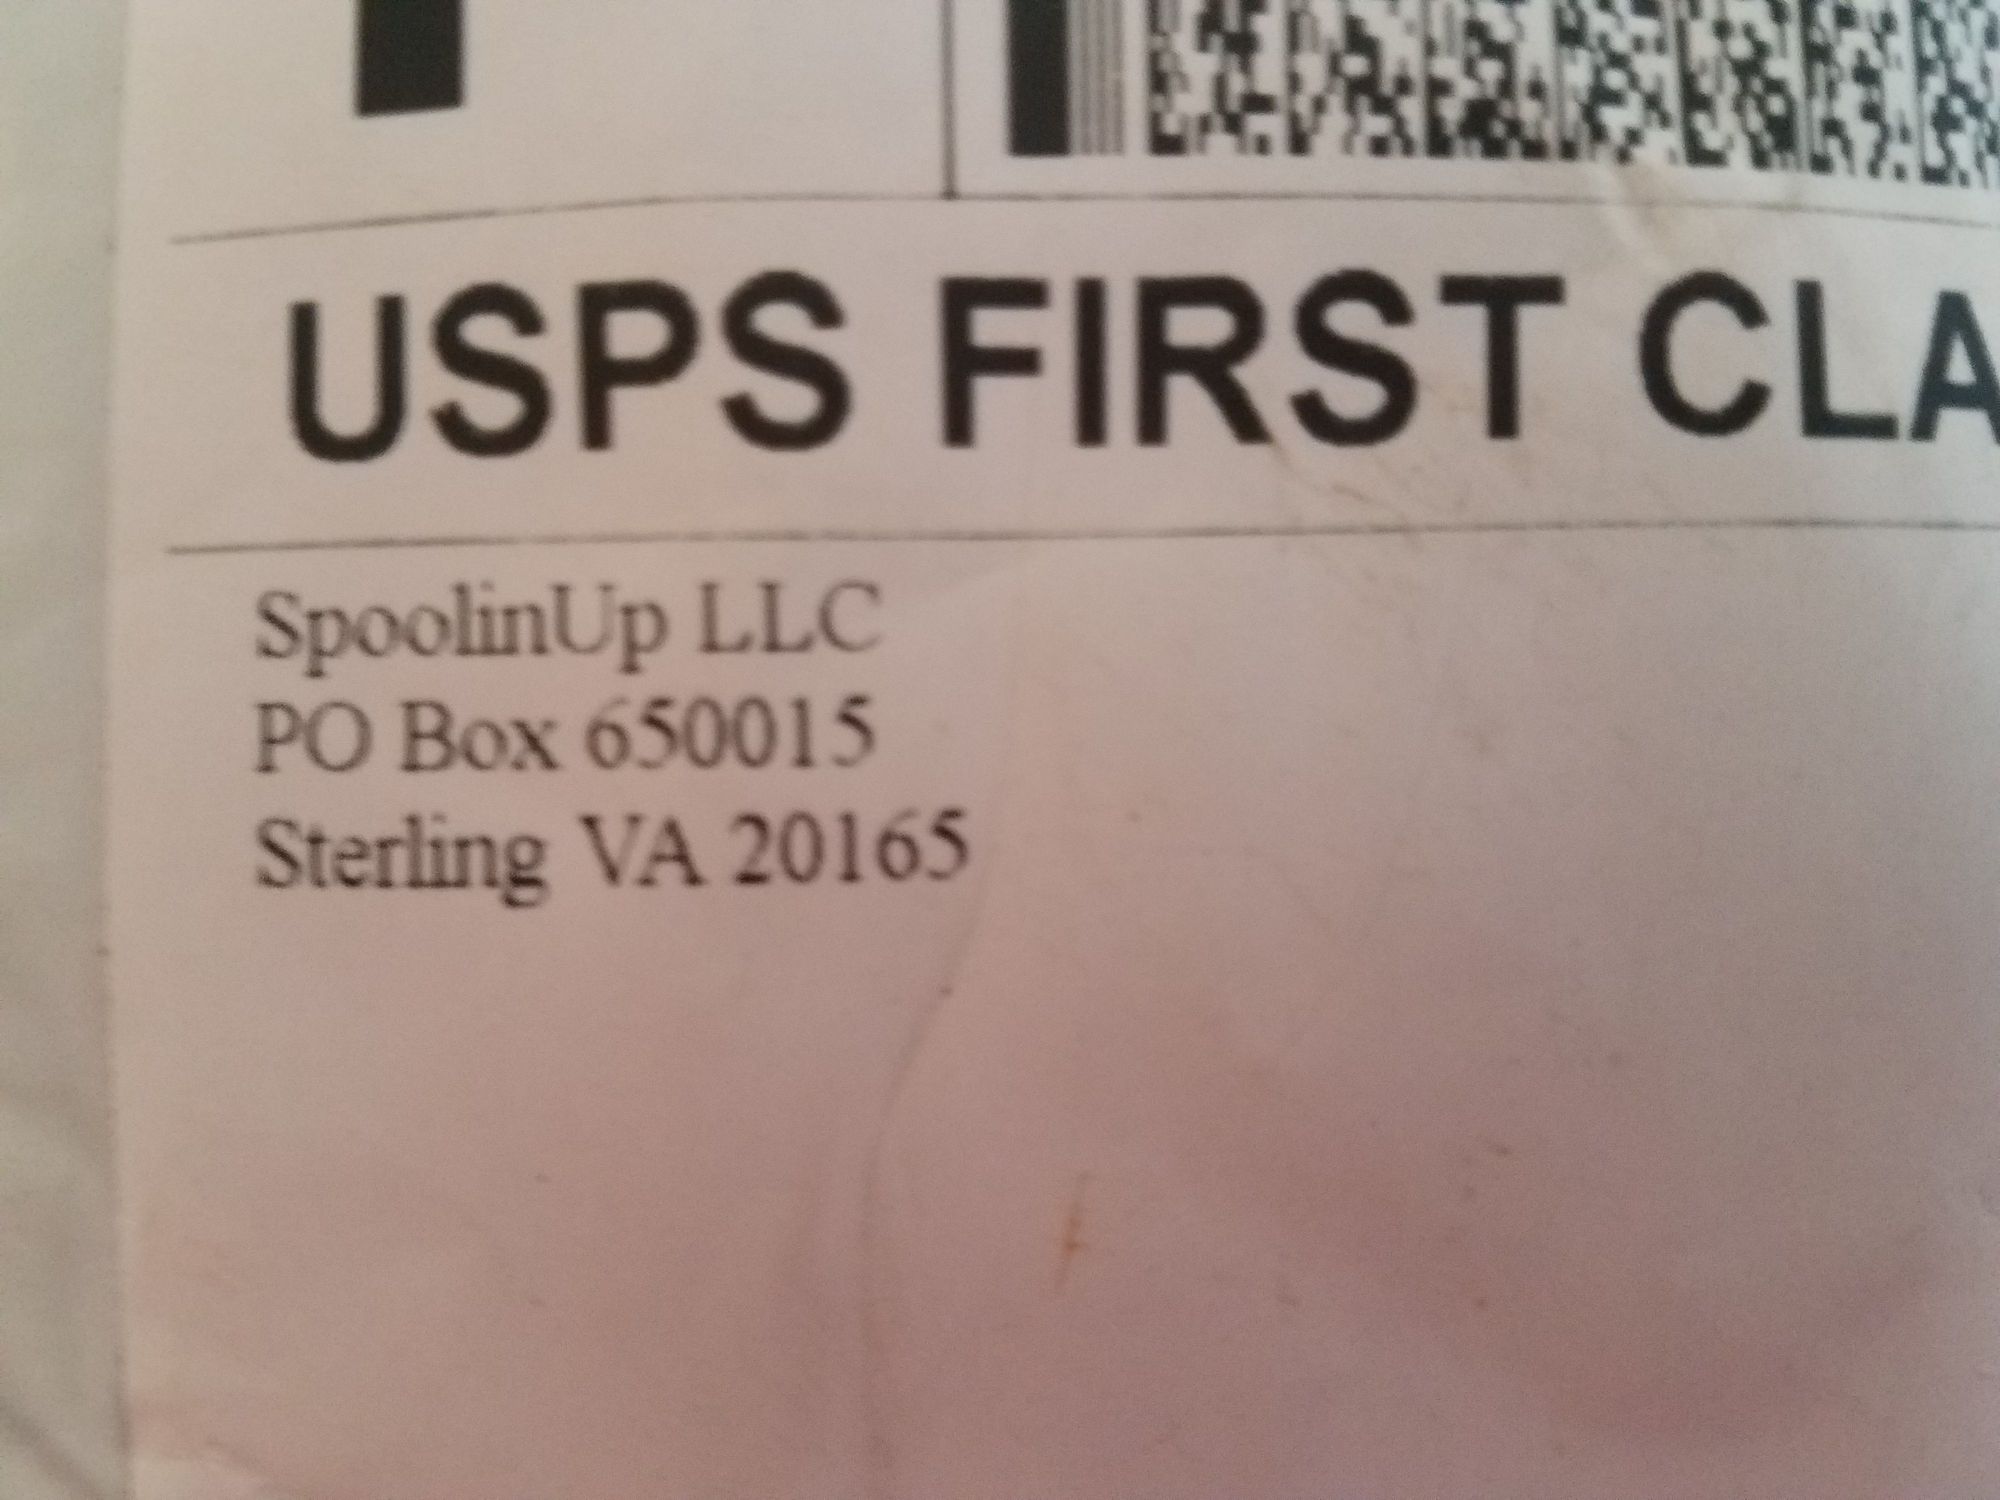 USPS FIRST CLA
SpoolinUp LLC
PO Box 650015
Sterling VA 20165